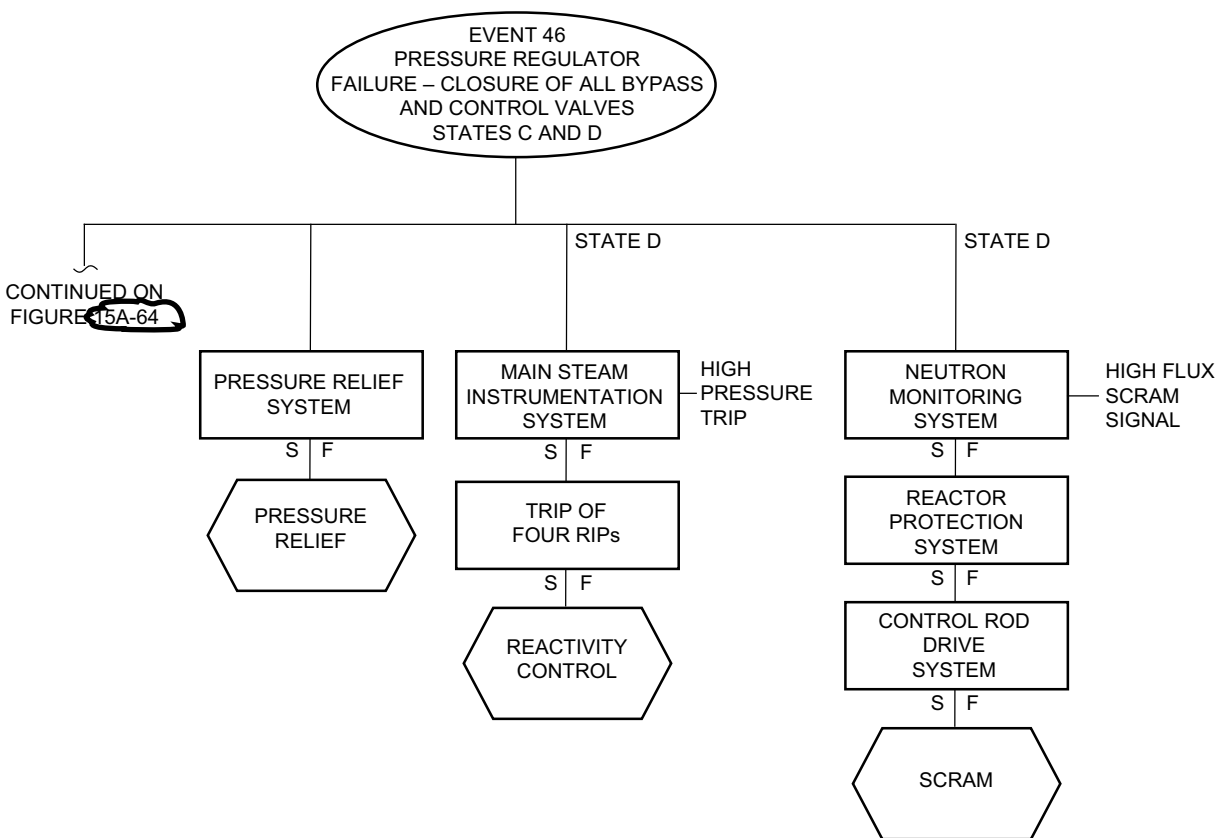 EVENT 46
PRESSURE REGULATOR
FAILURE – CLOSURE OF ALL BYPASS
AND CONTROL VALVES
STATES C AND D
STATE D
STATE D
CONTINUED ON
FIGURE 15A-64
PRESSURE RELIEF
SYSTEM
S F
PRESSURE
RELIEF
MAIN STEAM
INSTRUMENTATION
SYSTEM
HIGH
PRESSURE
TRIP
S F
TRIP OF
FOUR RIPs
S F
REACTIVITY
CONTROL
NEUTRON
MONITORING
SYSTEM
HIGH FLUX
SCRAM
SIGNAL
S F
REACTOR
PROTECTION
SYSTEM
S F
CONTROL ROD
DRIVE
SYSTEM
S F
SCRAM